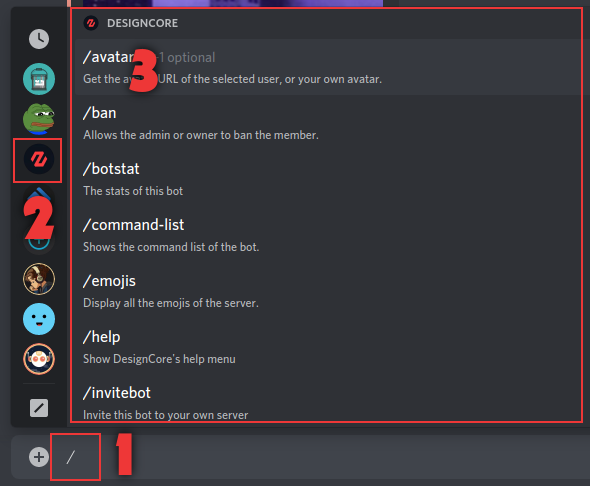 DESIGNCORE
/avatar +1 optional
3
Get the URL of the selected user, or your own avatar.
/ban
Allows the admin or owner to ban the member.
/botstat
The stats of this bot
2
/command-list
Shows the command list of the bot.
/emojis
Display all the emojis of the server.
/help
Show DesignCore's help menu
/invitebot
Invite this bot to your own server
/
1